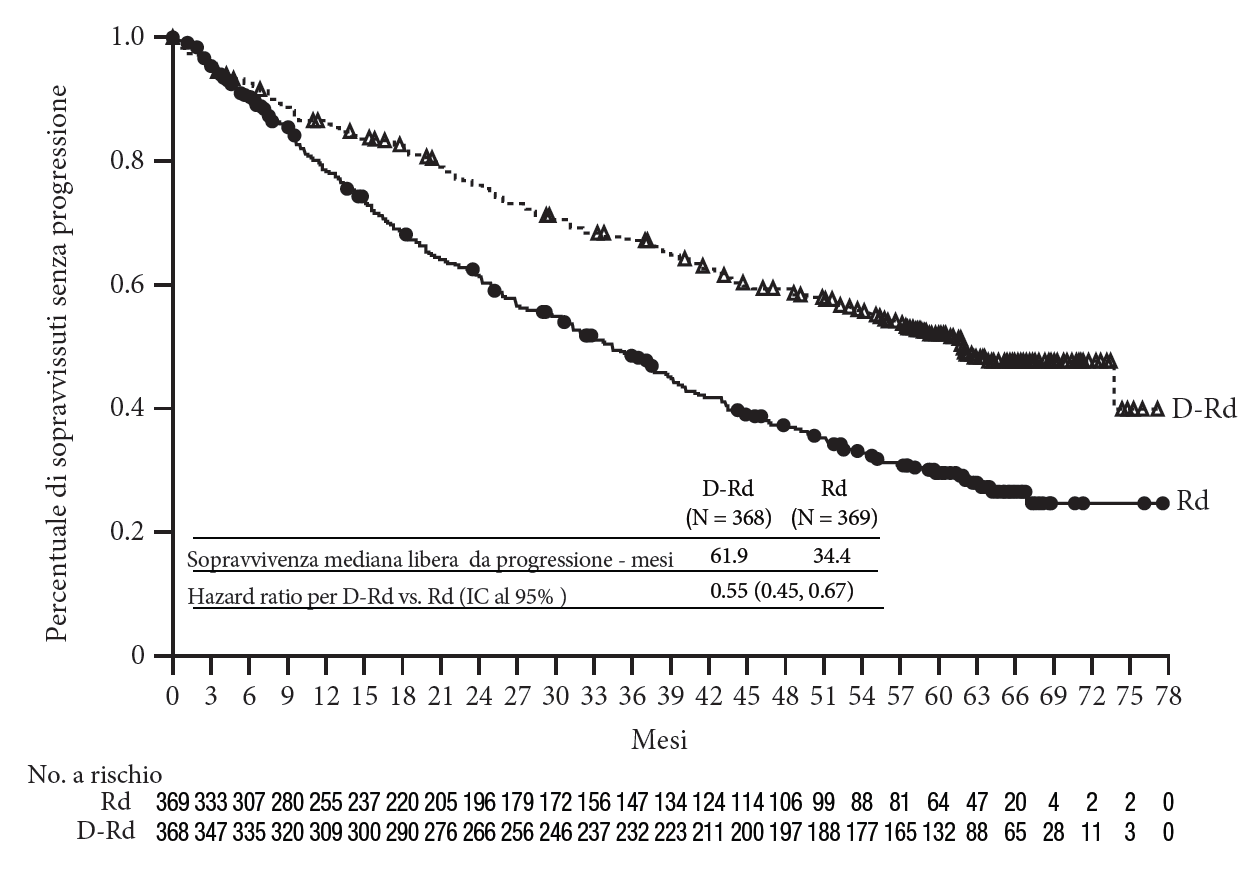 Percentuale di sopravvissuti senza progressione
1.0
0.8
0.6
0.4
0.2
0
D-Rd
Rd
D-Rd Rd
(N = 368) (N = 369)
Sopravvivenza mediana libera da progressione - mesi 61.9 34.4
Hazard ratio per D-Rd vs. Rd (IC al 95% ) 0.55 (0.45, 0.67)
0 3 6 9 12 15 18 21 24 27 30 33 36 39 42 45 48 51 54 57 60 63 66 69 72 75 78
Mesi
No. a rischio
Rd 369 333 307 280 255 237 220 205 196 179 172 156 147 134 124 114 106 99 88 81 64 47 20 4 2 2 0
D-Rd 368 347 335 320 309 300 290 276 266 256 246 237 232 223 211 200 197 188 177 165 132 88 65 28 11 3 0